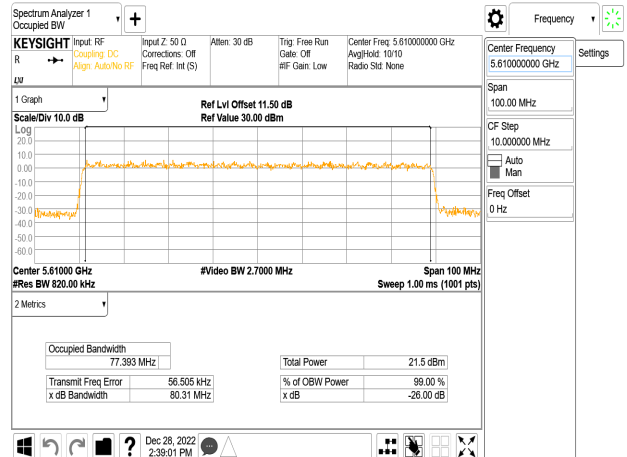 Spectrum Analyzer 1
Occupied BW
Frequency
KEYSIGHT
R
Input: RF
Coupling: DC
Align: Auto/No RF
Input Z: 50 Ω
Corrections: Off
Freq Ref: Int (S)
Atten: 30 dB
Trig: Free Run
Gate: Off
#IF Gain: Low
Center Freq: 5.610000000 GHz
Avg|Hold: 10/10
Radio Std: None
Center Frequency
5.610000000 GHz
Settings
Span
100.00 MHz
CF Step
10.000000 MHz
Auto
Man
Freq Offset
0 Hz
1 Graph
Scale/Div 10.0 dB
Ref Lvl Offset 11.50 dB
Ref Value 30.00 dBm
Log
20.0
10.0
0.00
-10.0
-20.0
-30.0
-40.0
-50.0
-60.0
Center 5.61000 GHz
#Video BW 2.7000 MHz
Span 100 MHz
#Res BW 820.00 kHz
Sweep 1.00 ms (1001 pts)
2 Metrics
Occupied Bandwidth
77.393 MHz
Total Power 21.5 dBm
Transmit Freq Error 56.505 kHz
% of OBW Power 99.00 %
x dB Bandwidth 80.31 MHz
x dB -26.00 dB
Dec 28, 2022
2:39:01 PM